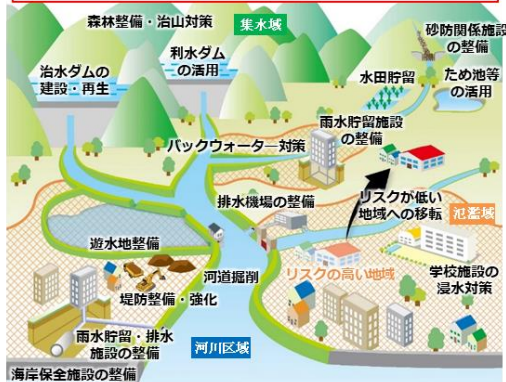 森林整備・治山対策
集水域
砂防関係施設
の整備
治水ダムの
建設・再生
利水ダム
の活用
水田貯留
ため池等
の活用
バックウォーター対策
雨水貯留施設
の整備
排水機場の整備
リスクが低い
地域への移転
氾濫域
遊水地整備
河道掘削
リスクの高い地域
学校施設の
浸水対策
堤防整備・強化
雨水貯留・排水
施設の整備
河川区域
海岸保全施設の整備